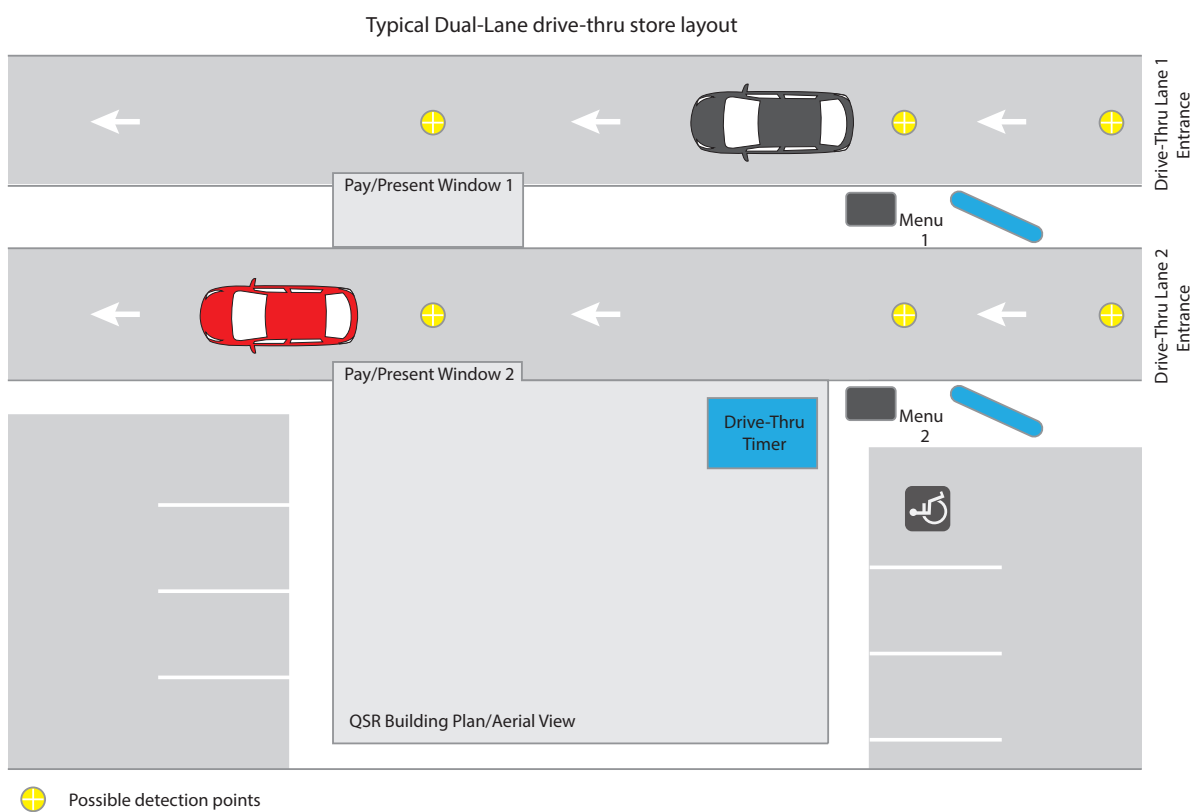 Typical Dual-Lane drive-thru store layout
Drive-Thru Lane 1
Entrance
Pay/Present Window 1
Menu
1
Drive-Thru Lane 2
Entrance
Pay/Present Window 2
Drive-Thru
Timer
Menu
2
QSR Building Plan/Aerial View
Possible detection points